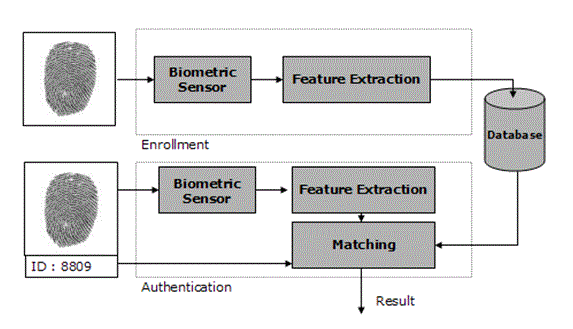 Biometric
Sensor
Feature Extraction
Enrollment
Database
Biometric
Sensor
Feature Extraction
Matching
ID : 8809
Authentication
Result